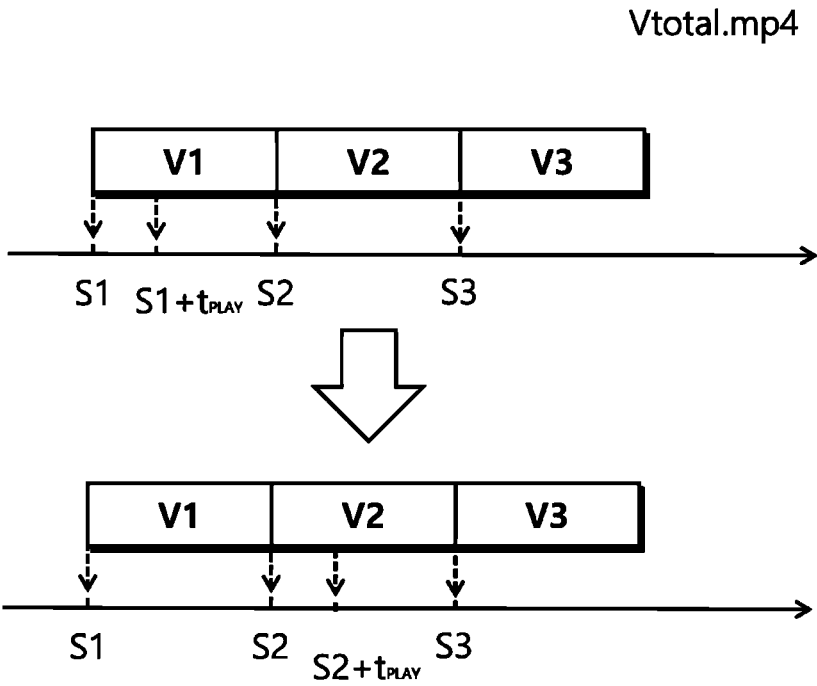 Vtotal.mp4
V1 V2 V3
S1 S1+tPLAY S2 S3
V1 V2 V3
S1 S2 S2+tPLAY S3